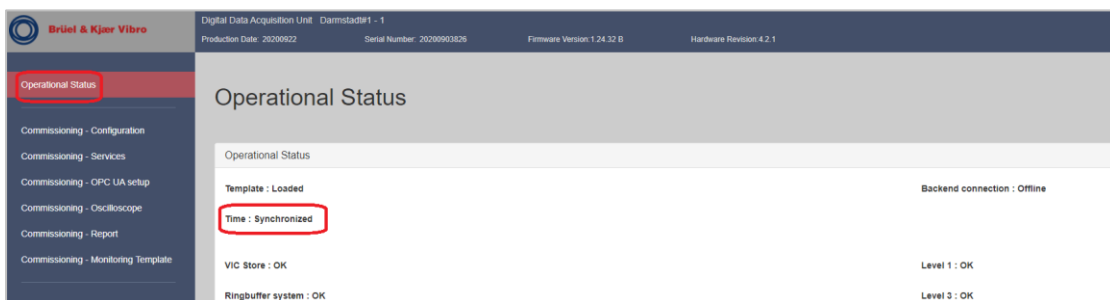 Brüel & Kjær Vibro
Digital Data Acquisition Unit Darmstadt#1 - 1
Production Date: 20200922 Serial Number: 20200903826 Firmware Version:1.24.32 B Hardware Revision:4.2.1
Operational Status
Commissioning - Configuration
Commissioning - Services
Commissioning - OPC UA setup
Commissioning - Oscilloscope
Commissioning - Report
Commissioning - Monitoring Template
Operational Status
Operational Status
Template : Loaded Backend connection : Offline
Time : Synchronized
VIC Store : OK Level 1 : OK
Ringbuffer system : OK Level 3 : OK